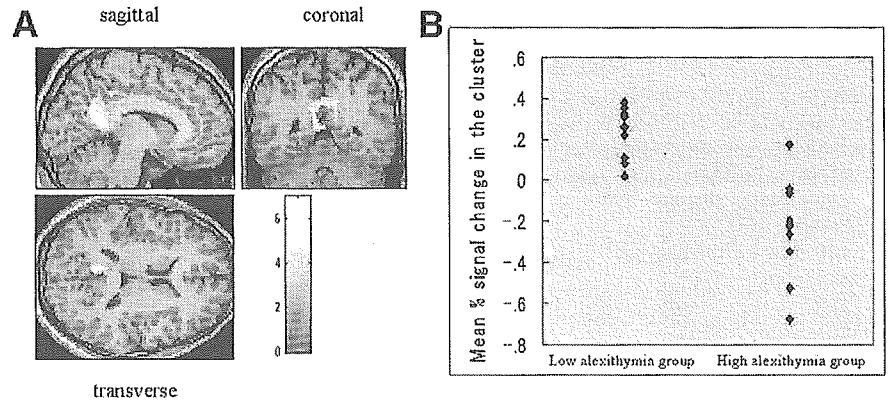 A
sagittal
coronal
6
4
2
0
transverse
B
Mean % signal change in the cluster
.6
.4
.2
0
-.2
-.4
-.6
-.8
Low alexithymia group
High alexithymia group